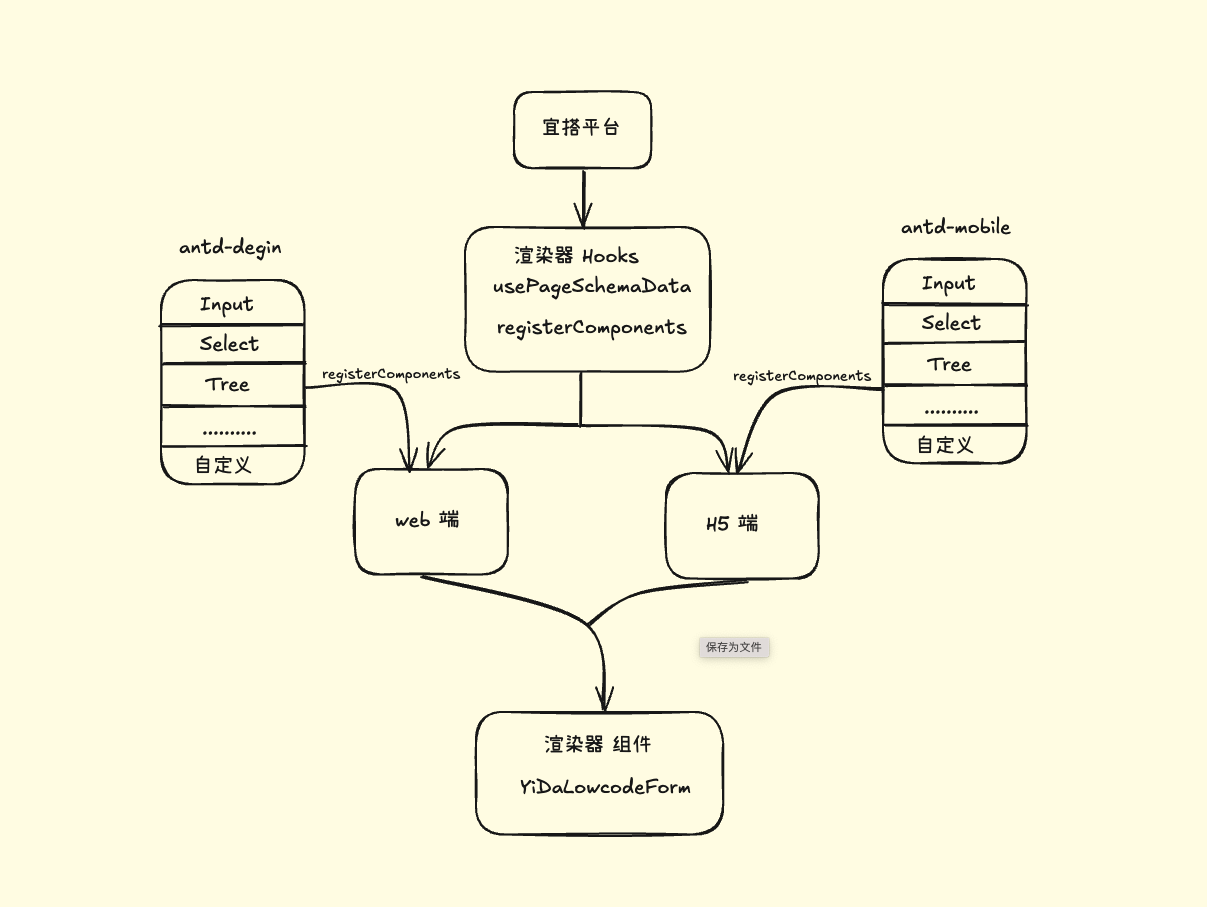 宜搭平台
渲染器 Hooks
usePageSchemaData
registerComponents
antd-degin
Input
Select
Tree
..........
自定义
registerComponents
antd-mobile
Input
Select
Tree
..........
自定义
registerComponents
web 端
H5 端
保存为文件
渲染器 组件
YiDaLowcodeForm